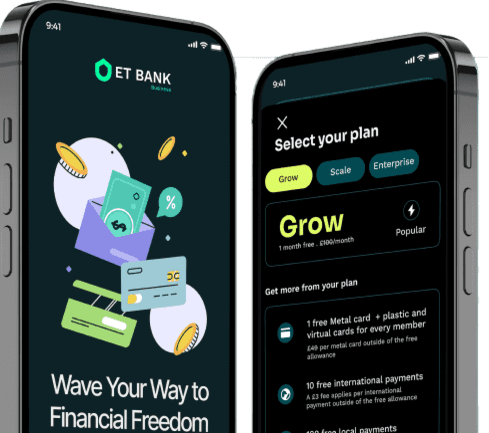 9:41
ET BANK
Business
%
$
Wave Your Way to
Financial Freedom
9:41
Select your plan
Grow
Scale
Enterprise
Grow
1 month free . £100/month
Popular
Get more from your plan
1 free Metal card + plastic and
virtual cards for every member
£49 per metal card outside of the free
allowance
10 free international payments
A £3 fee applies per international
payment outside of the free allowance
free local payments